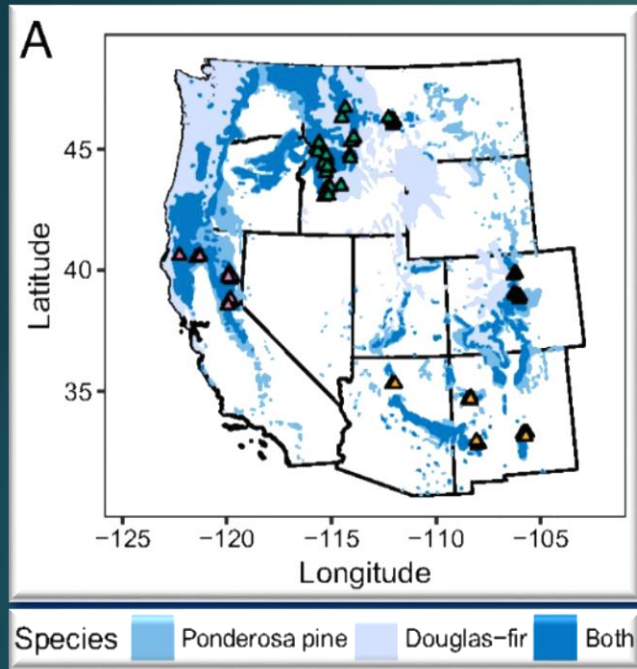 A
45
40
35
Latitude
−125 −120 −115 −110 −105
Longitude
Species Ponderosa pine Douglas−fir Both